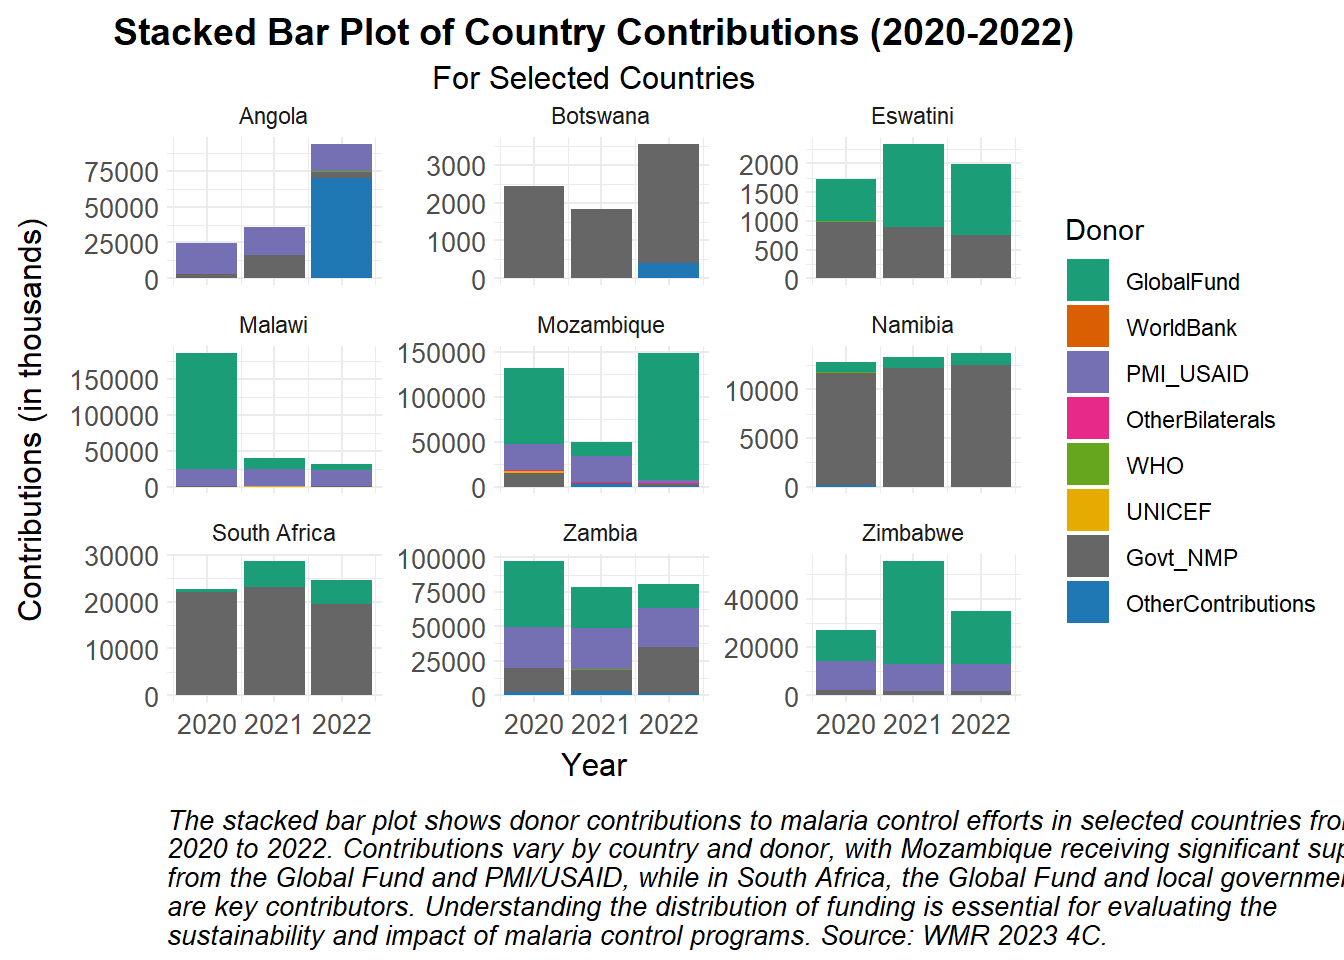 Stacked Bar Plot of Country Contributions (2020-2022)
For Selected Countries
Angola
Botswana
Eswatini
75000
50000
25000
0
3000
2000
1000
0
2000
1500
1000
500
0
Malawi
Mozambique
Namibia
150000
100000
50000
0
150000
100000
50000
0
10000
5000
0
South Africa
Zambia
Zimbabwe
30000
20000
10000
0
100000
75000
50000
25000
0
40000
20000
0
2020 2021 2022
2020 2021 2022
2020 2021 2022
Year
Contributions (in thousands)
Donor
GlobalFund
WorldBank
PMI_USAID
OtherBilaterals
WHO
UNICEF
Govt_NMP
OtherContributions
The stacked bar plot shows donor contributions to malaria control efforts in selected countries
2020 to 2022. Contributions vary by country and donor, with Mozambique receiving significant
from the Global Fund and PMI/USAID, while in South Africa, the Global Fund and local
are key contributors. Understanding the distribution of funding is essential for evaluating the
sustainability and impact of malaria control programs. Source: WMR 2023 4C.